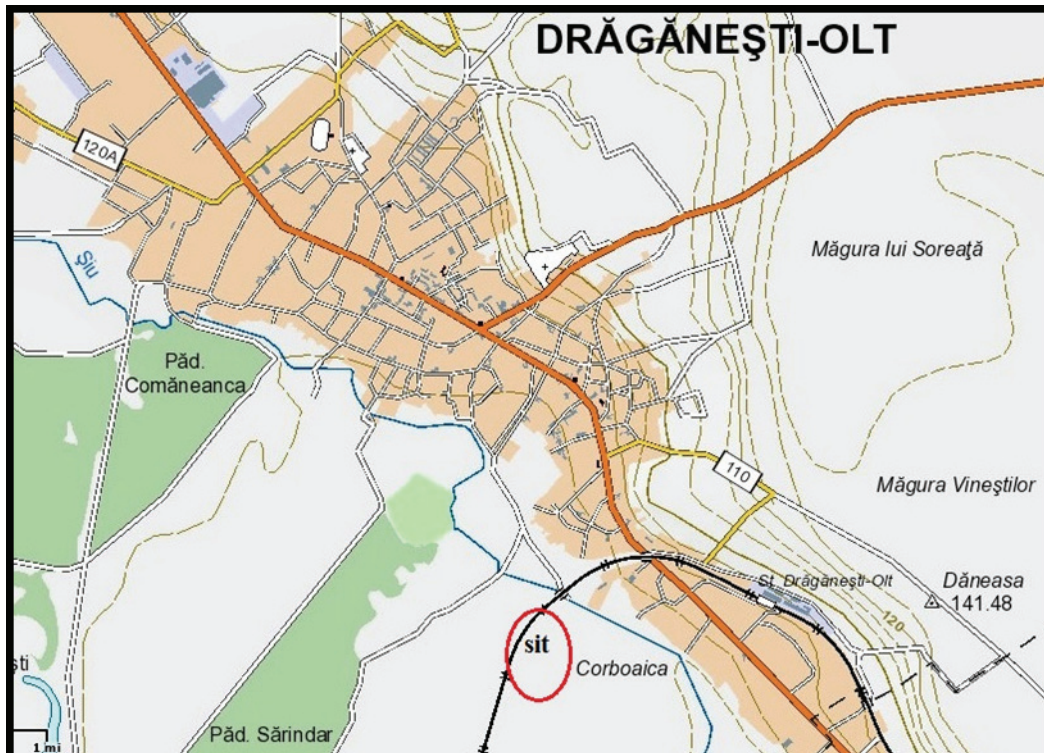 DRĂGĂNEŞTI-OLT
120A
Şiu
Măgura lui Soreaţă
Păd.
Comăneanca
110
Măgura Vineştilor
St. Drăgăneşti-Olt
Dăneasa
141.48
120
sit
Corboaica
şti
Păd. Sărindar
1 mi